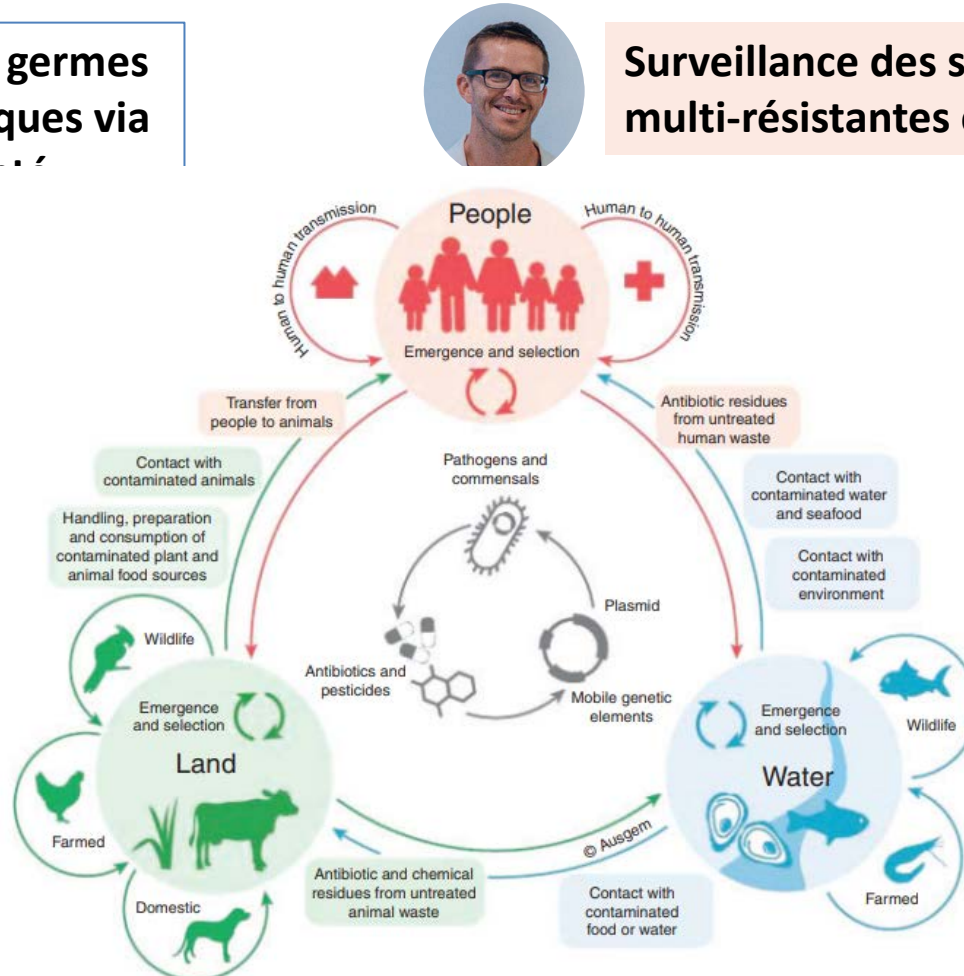 germes
ques via
Surveillance des s
multi-résistantes
People
Human to human transmission
Human to human transmission
Emergence and selection
Transfer from
people to animals
Antibiotic residues
from untreated
human waste
Contact with
contaminated animals
Pathogens and
commensals
Contact with
contaminated water
and seafood
Handling, preparation
and consumption of
contaminated plant and
animal food sources
Contact with
contaminated
environment
Plasmid
Wildlife
Antibiotics and
pesticides
Mobile genetic
elements
Emergence
and selection
Land
Emergence
and selection
Wildlife
Water
Farmed
© Ausgem
Antibiotic and chemical
residues from untreated
animal waste
Contact with
contaminated
food or water
Farmed
Domestic